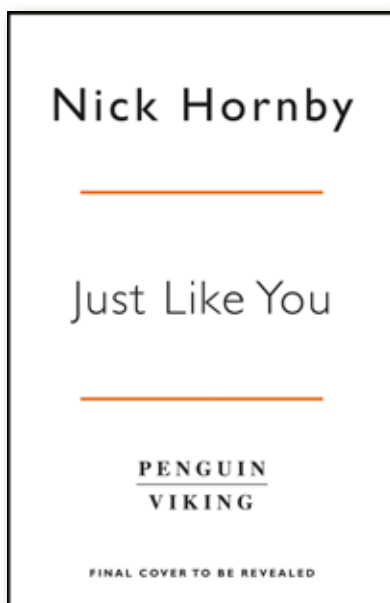 Nick Hornby
Just Like You
PENGUIN
VIKING
FINAL COVER TO BE REVEALED